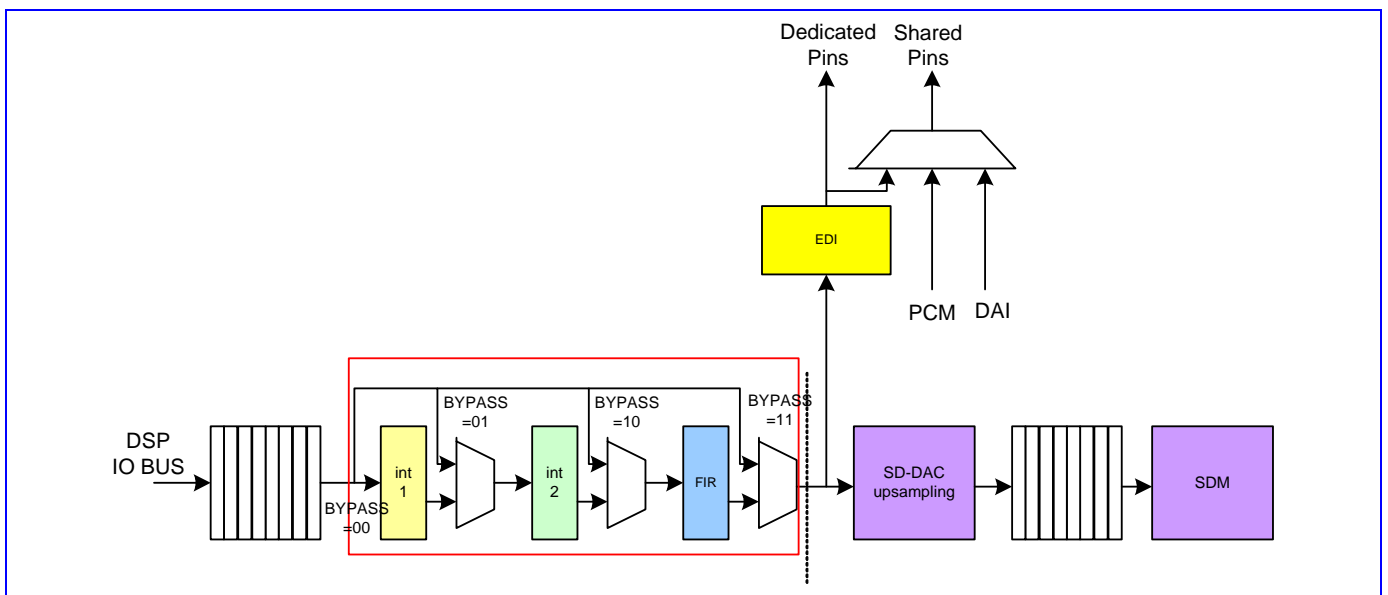 Dedicated
Pins
Shared
Pins
EDI
PCM
DAI
DSP
IO BUS
BYPASS
=00
int
1
BYPASS
=01
int
2
BYPASS
=10
FIR
BYPASS
=11
SD-DAC
upsampling
SDM